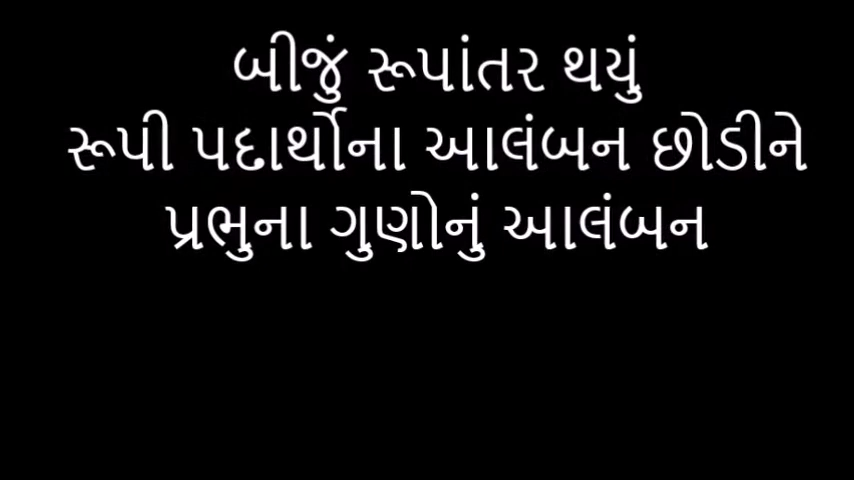 બીજું રૂપાંતર થયું
રૂપી પદાર્થોના આલંબન છોડીને
પ્રભુના ગુણોનું આલંબન